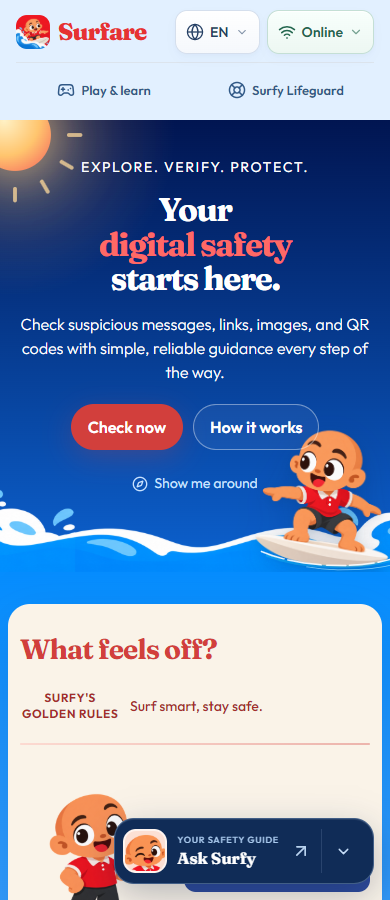 Surfare
EN
Online
Play & learn
Surfy Lifeguard
EXPLORE. VERIFY. PROTECT.
Your
digital safety
starts here.
Check suspicious messages, links, images, and QR
codes with simple, reliable guidance every step of
the way.
Check now
How it works
Show me around
What feels off?
SURFY'S
GOLDEN RULES
Surf smart, stay safe.
YOUR SAFETY GUIDE
Ask Surfy